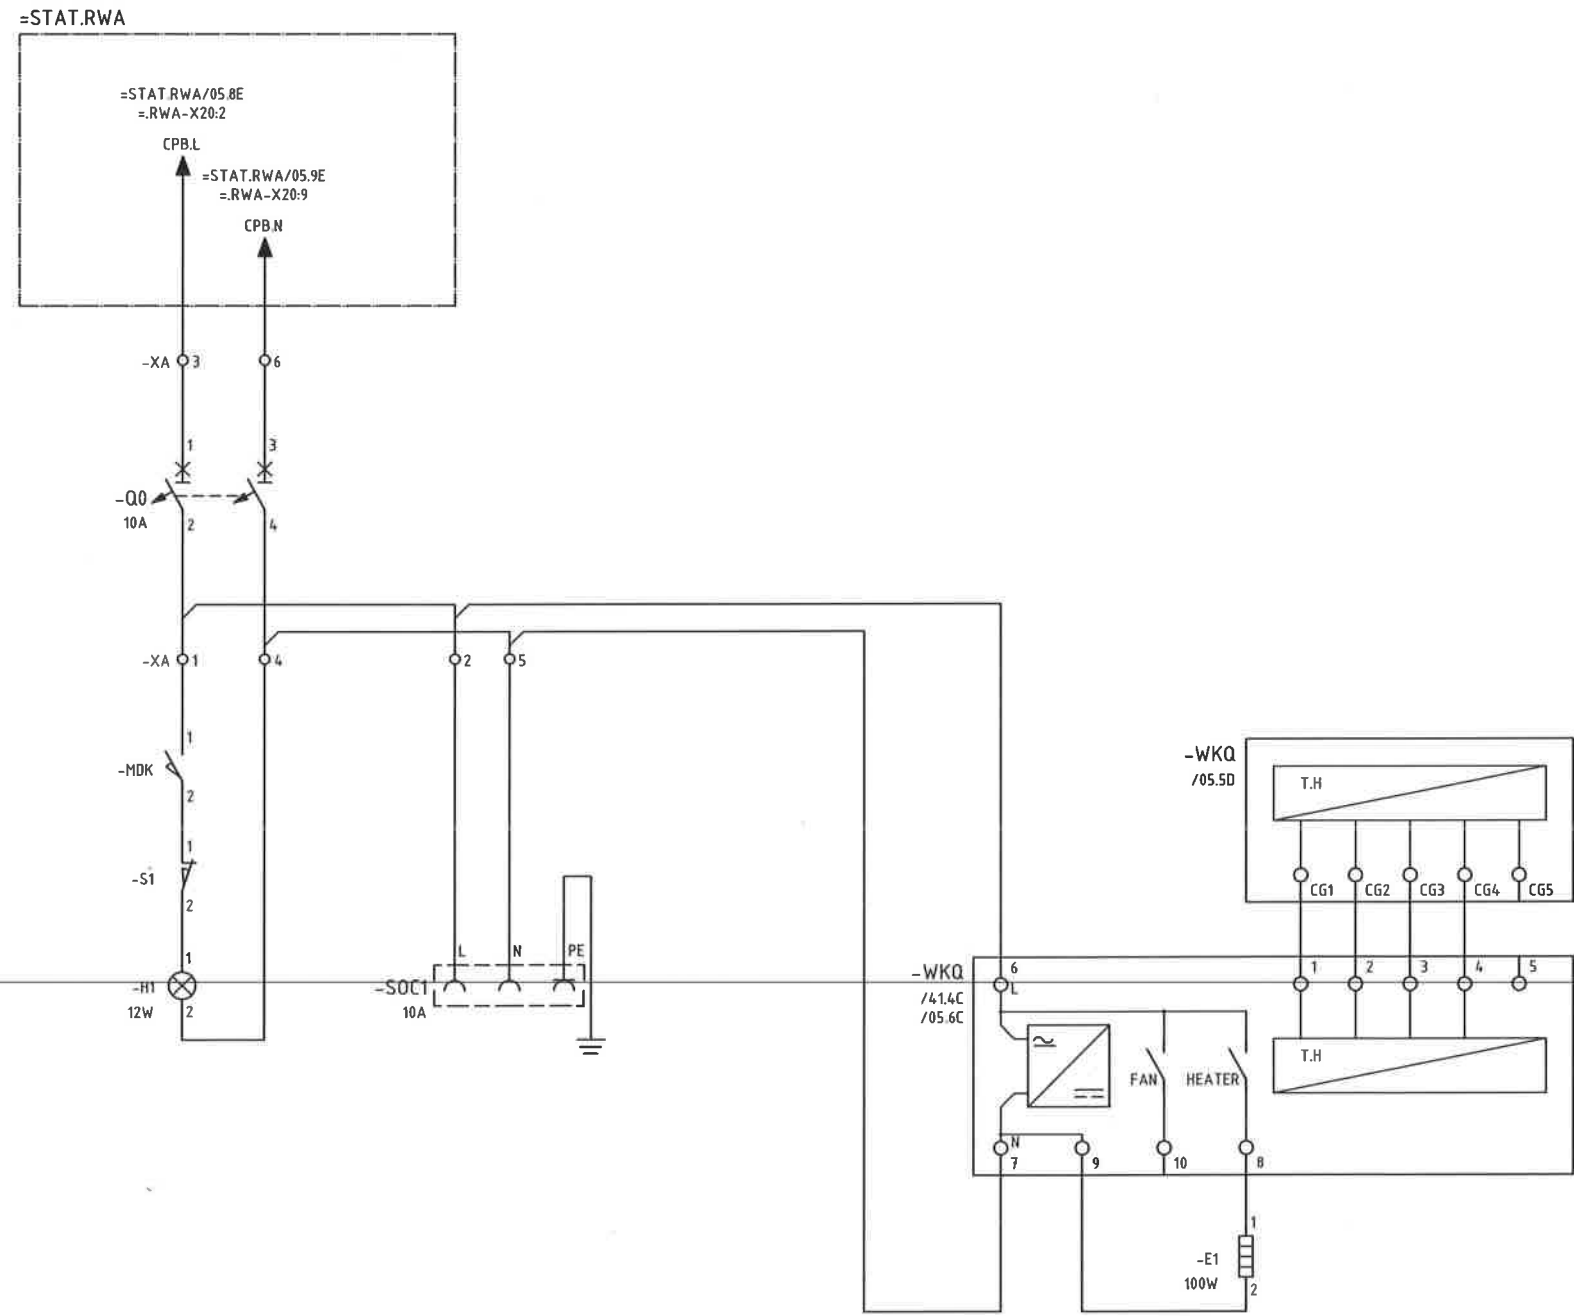 =STAT.RWA
=STAT.RWA/05.8E
=.RWA-X20:2
CPB.L
=STAT.RWA/05.9E
=.RWA-X20:9
CPB.N
-XA 3 6
1 3
-Q0
10A
2 4
-XA 1 4 2 5
1
-MDK
2
1
-S1
2
1
-H1
12W
2
L N PE
-SOC1
10A
-WKQ
/05.5D
T.H
CG1 CG2 CG3 CG4 CG5
-WKQ
/41.4C
/05.6C
6
L
1 2 3 4 5
FAN HEATER
T.H
N
7 9 10 8
1
-E1
100W
2